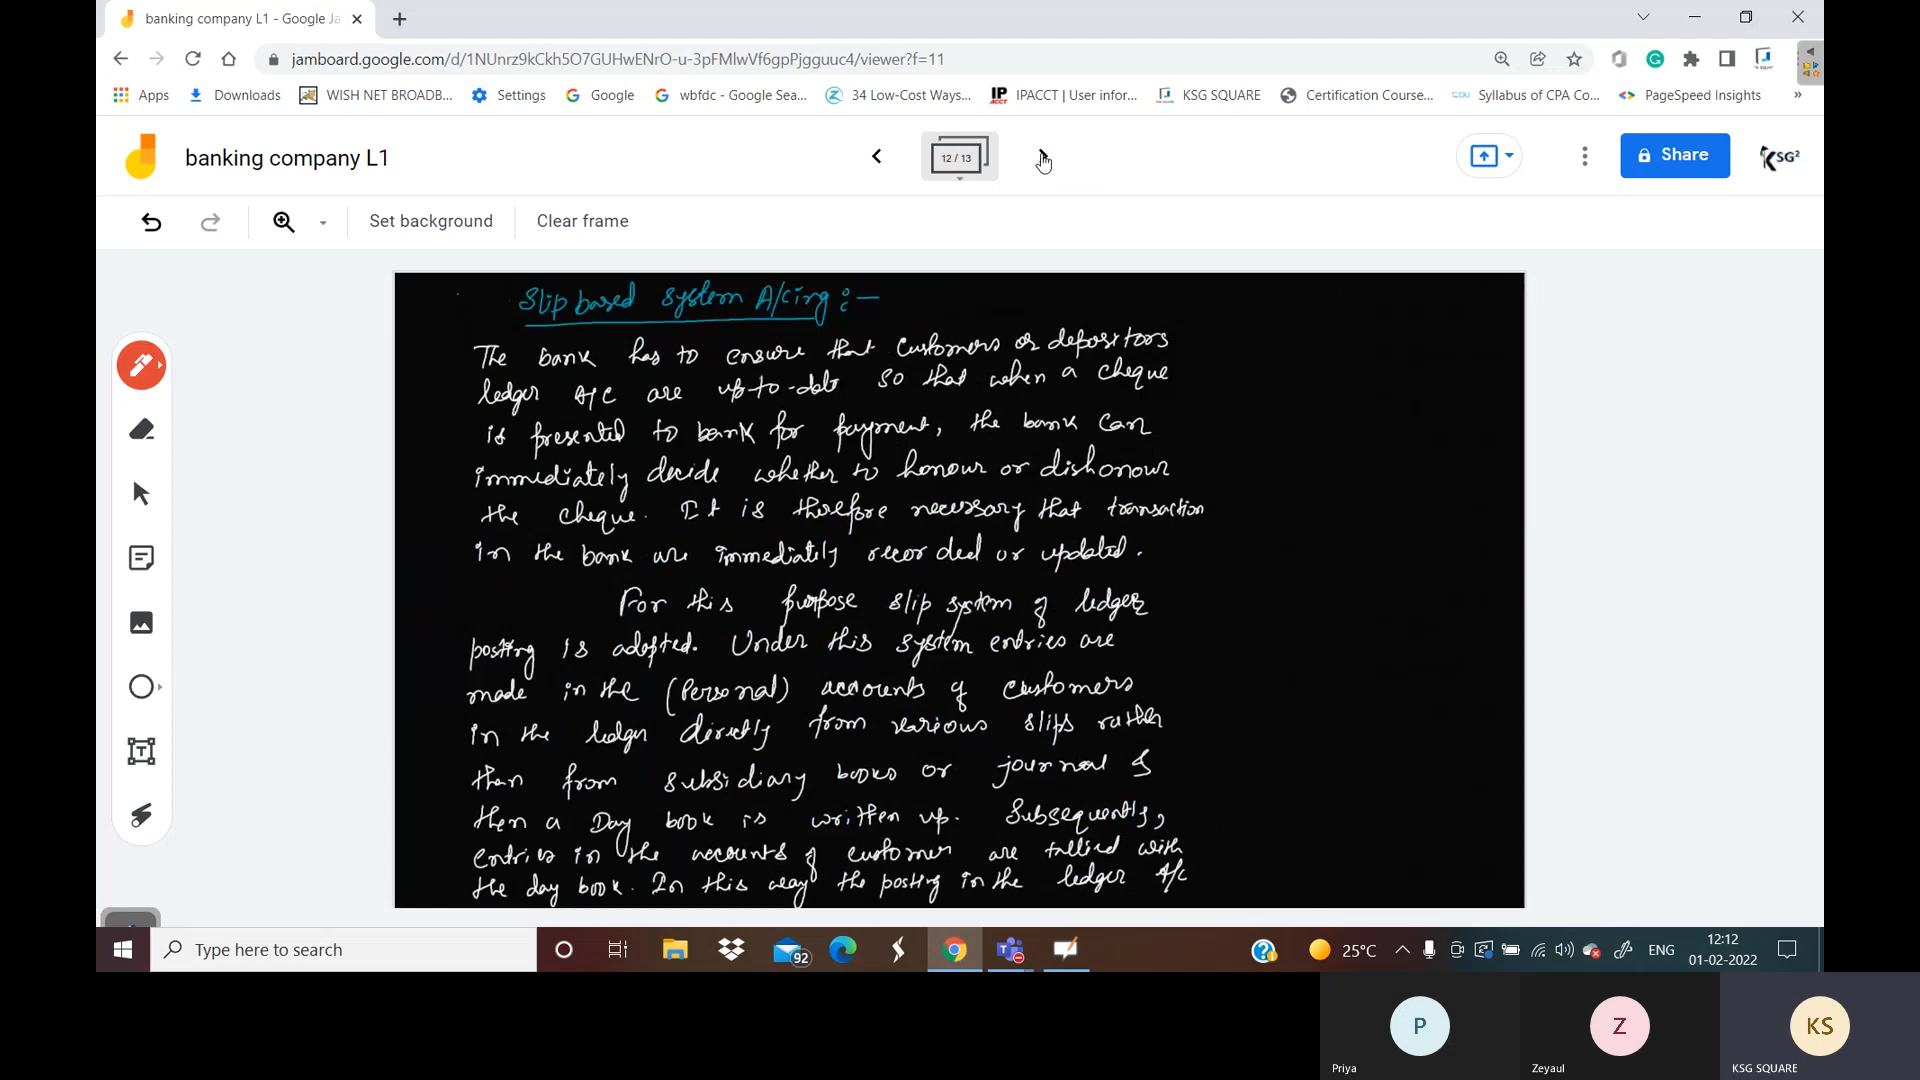 banking company L1 - Google Ja
jamboard.google.com/d/1NUnrz9kCkh5O7GUHwENrO-u-3pFMlwVf6gpPjgguuc4/viewer?f=11
Apps Downloads WISH NET BROADB... Settings Google wbfdc - Google Sea... 34 Low-Cost Ways... IPACCT | User infor... KSG SQUARE Certification Course... Syllabus of CPA Co... PageSpeed Insights »
banking company L1
12 / 13
Share
KSG²
Set background Clear frame
Slip based system A/cing :—
The bank has to ensure that customers or depositors
ledger A/C are up-to-date so that when a cheque
is presented to bank for payment, the bank can
immediately decide whether to honour or dishonour
the cheque. It is therefore necessary that transaction
in the bank are immediately recorded or updated.
For this purpose slip system of ledger
posting is adopted. Under this system entries are
made in the (Personal) accounts of customers
in the ledger directly from various slips rather
than from subsidiary books or journal &
then a Day book is written up. Subsequently,
entries in the accounts of customer are tallied with
the day book. In this way the posting in the ledger A/c
Type here to search
92
25°C
ENG
12:12
01-02-2022
P
Z
KS
Priya
Zeyaul
KSG SQUARE